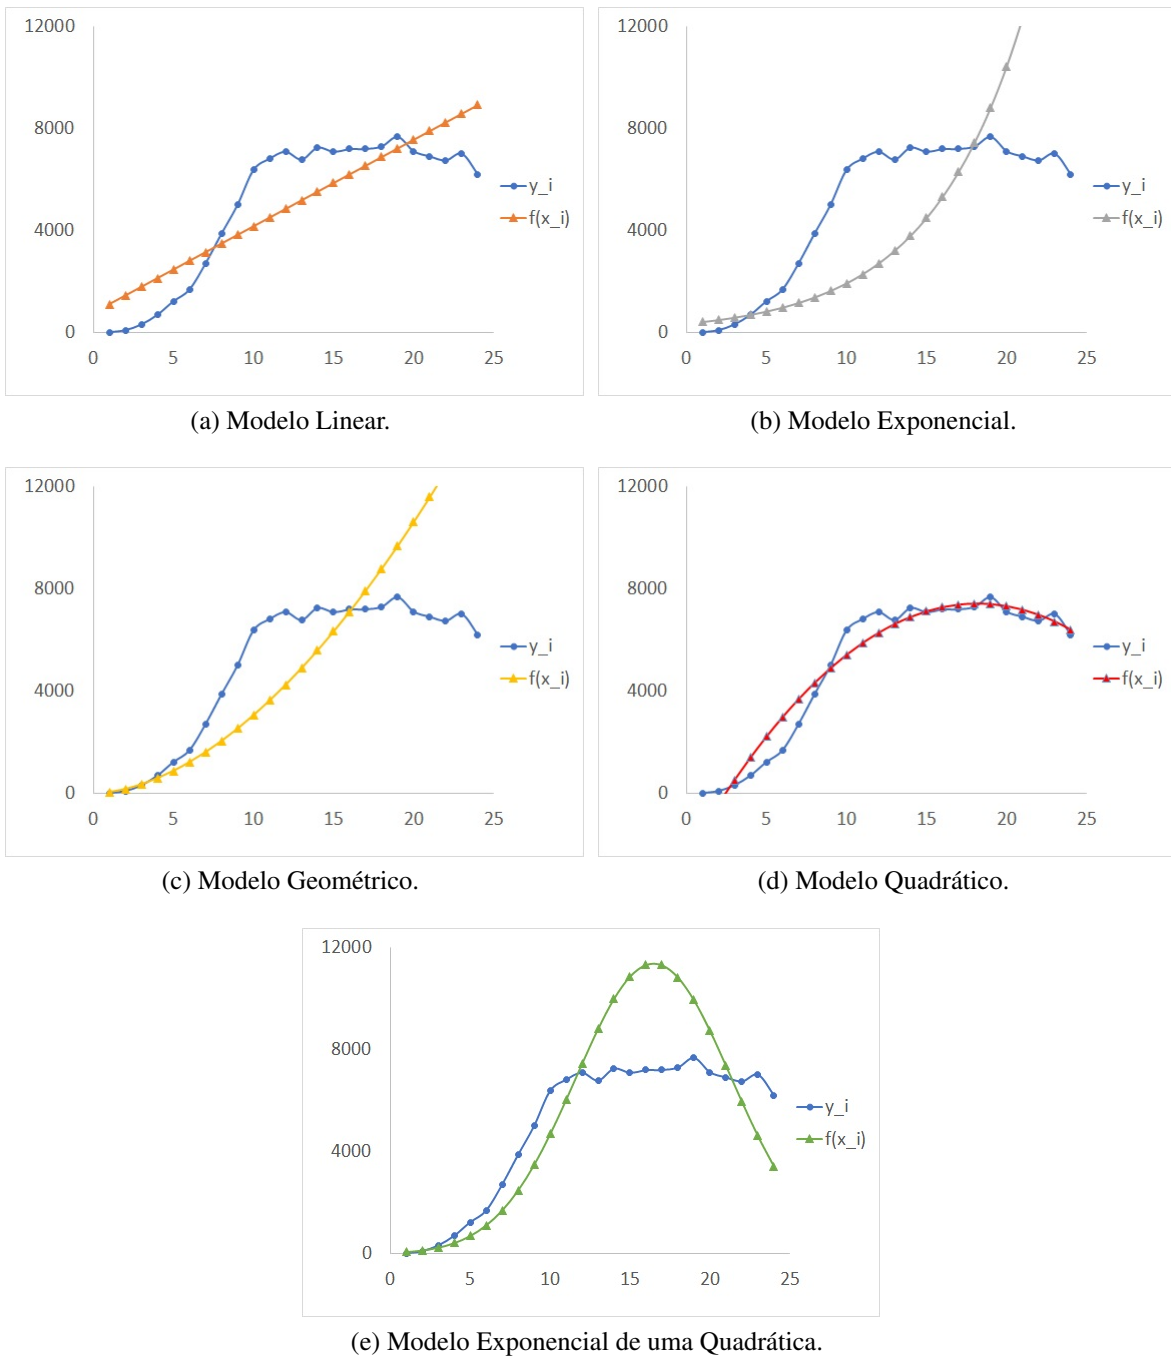 12000
8000
4000
0
0 5 10 15 20 25
y_i
f(x_i)
(a) Modelo Linear.
12000
8000
4000
0
0 5 10 15 20 25
y_i
f(x_i)
(b) Modelo Exponencial.
12000
8000
4000
0
0 5 10 15 20 25
y_i
f(x_i)
(c) Modelo Geométrico.
12000
8000
4000
0
0 5 10 15 20 25
y_i
f(x_i)
(d) Modelo Quadrático.
12000
8000
4000
0
0 5 10 15 20 25
y_i
f(x_i)
(e) Modelo Exponencial de uma Quadrática.